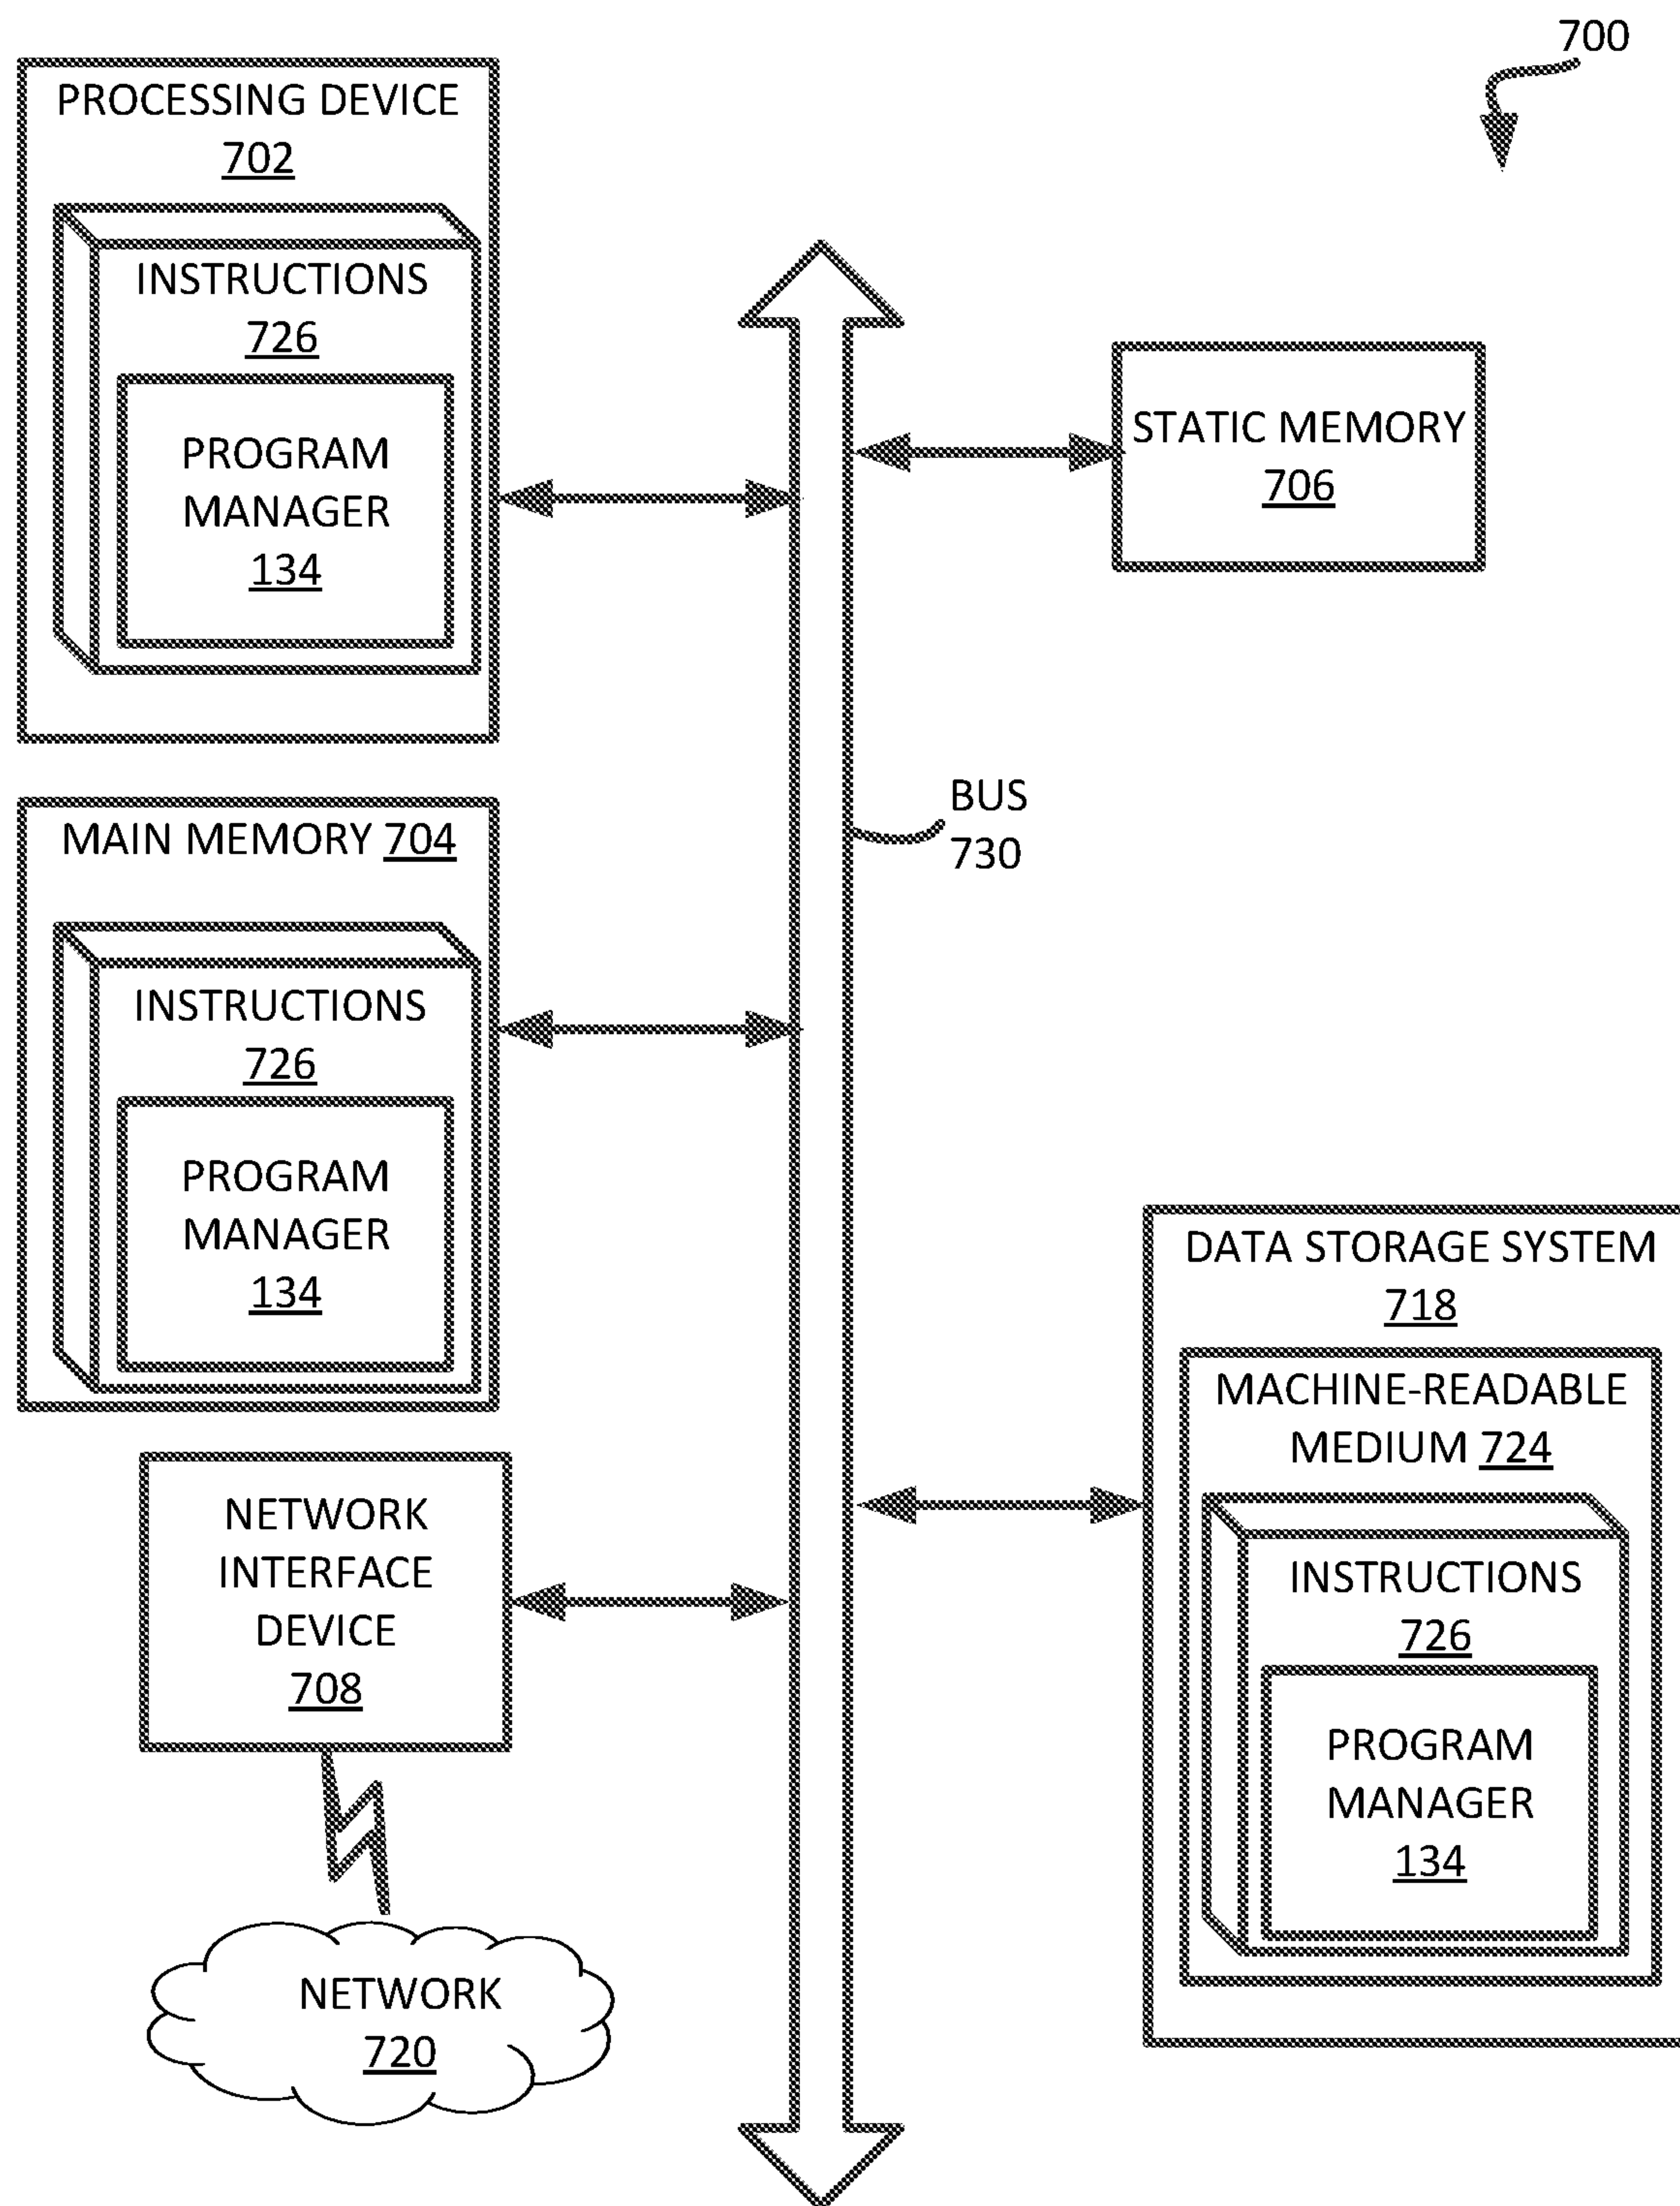 700
PROCESSING DEVICE
702
INSTRUCTIONS
726
PROGRAM
MANAGER
134
STATIC MEMORY
706
BUS
730
MAIN MEMORY 704
INSTRUCTIONS
726
PROGRAM
MANAGER
134
DATA STORAGE SYSTEM
718
MACHINE-READABLE
MEDIUM 724
INSTRUCTIONS
726
PROGRAM
MANAGER
134
NETWORK
INTERFACE
DEVICE
708
NETWORK
720